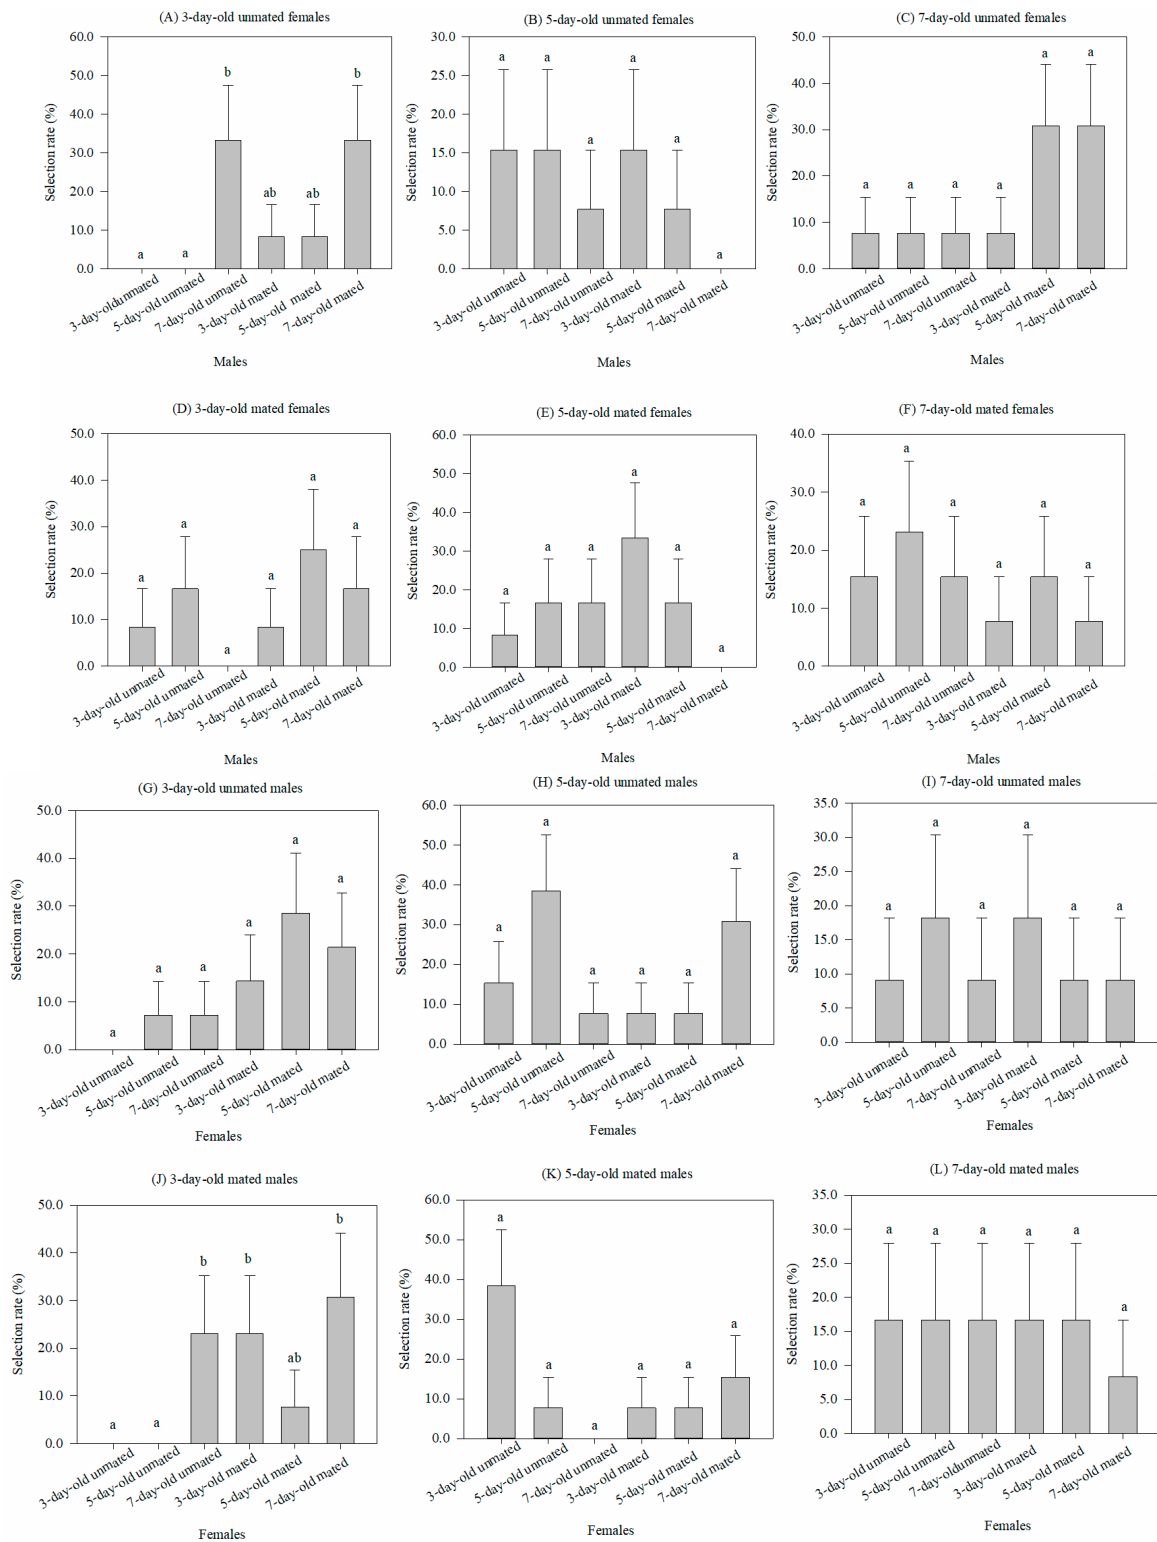 (A) 3-day-old unmated females
60.0
50.0
40.0
30.0
20.0
10.0
0.0
Selection rate (%)
a
a
b
ab
ab
b
3-day-oldunmated
5-day-old unmated
7-day-old unmated
3-day-old mated
5-day-old mated
7-day-old mated
Males
(B) 5-day-old unmated females
30.0
25.0
20.0
15.0
10.0
5.0
0.0
Selection rate (%)
a
a
a
a
a
a
3-day-old unmated
5-day-old unmated
7-day-old unmated
3-day-old mated
5-day-old mated
7-day-old mated
Males
(C) 7-day-old unmated females
50.0
40.0
30.0
20.0
10.0
0.0
Selection rate (%)
a
a
a
a
a
a
3-day-old unmated
5-day-old unmated
7-day-old unmated
3-day-old mated
5-day-old mated
7-day-old mated
Males
(D) 3-day-old mated females
50.0
40.0
30.0
20.0
10.0
0.0
Selection rate (%)
a
a
a
a
a
a
3-day-old unmated
5-day-old unmated
7-day-old unmated
3-day-old mated
5-day-old mated
7-day-old mated
Males
(E) 5-day-old mated females
60.0
50.0
40.0
30.0
20.0
10.0
0.0
Selection rate (%)
a
a
a
a
a
a
3-day-old unmated
5-day-old unmated
7-day-old unmated
3-day-old mated
5-day-old mated
7-day-old mated
Males
(F) 7-day-old mated females
40.0
30.0
20.0
10.0
0.0
Selection rate (%)
a
a
a
a
a
a
3-day-old unmated
5-day-old unmated
7-day-old unmated
3-day-old mated
5-day-old mated
7-day-old mated
Males
(G) 3-day-old unmated males
50.0
40.0
30.0
20.0
10.0
0.0
Selection rate (%)
a
a
a
a
a
a
3-day-old unmated
5-day-old unmated
7-day-old unmated
3-day-old mated
5-day-old mated
7-day-old mated
Females
(H) 5-day-old unmated males
60.0
50.0
40.0
30.0
20.0
10.0
0.0
Selection rate (%)
a
a
a
a
a
a
3-day-old unmated
5-day-old unmated
7-day-old unmated
3-day-old mated
5-day-old mated
7-day-old mated
Females
(I) 7-day-old unmated males
35.0
30.0
25.0
20.0
15.0
10.0
5.0
0.0
Selection rate (%)
a
a
a
a
a
a
3-day-old unmated
5-day-old unmated
7-day-old unmated
3-day-old mated
5-day-old mated
7-day-old mated
Females
(J) 3-day-old mated males
50.0
40.0
30.0
20.0
10.0
0.0
Selection rate (%)
a
a
b
b
ab
b
3-day-old unmated
5-day-old unmated
7-day-old unmated
3-day-old mated
5-day-old mated
7-day-old mated
Females
(K) 5-day-old mated males
60.0
50.0
40.0
30.0
20.0
10.0
0.0
Selection rate (%)
a
a
a
a
a
a
3-day-old unmated
5-day-old unmated
7-day-old unmated
3-day-old mated
5-day-old mated
7-day-old mated
Females
(L) 7-day-old mated males
35.0
30.0
25.0
20.0
15.0
10.0
5.0
0.0
Selection rate (%)
a
a
a
a
a
a
3-day-old unmated
5-day-old unmated
7-day-oldunmated
3-day-old mated
5-day-old mated
7-day-old mated
Females